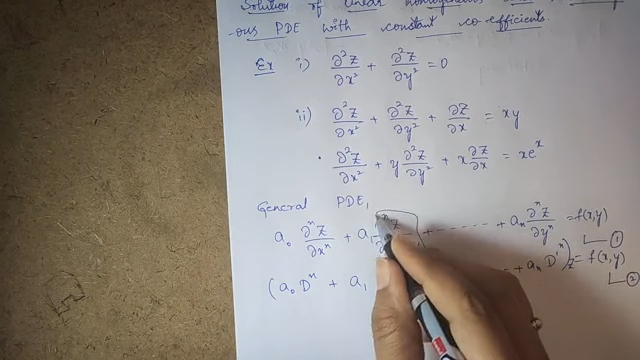 Solution of linear homogeneous
ous PDE with constant co-efficients.
Ex i) ∂²z/∂x² + ∂²z/∂y² = 0
ii) ∂²z/∂x² + ∂²z/∂y² + ∂z/∂x = xy
• ∂²z/∂x² + y ∂²z/∂y² + x ∂z/∂x = xeˣ
General PDE,
a₀ ∂ⁿz/∂xⁿ + a₁ + ------ + aₙ ∂ⁿz/∂yⁿ = f(x,y) ①
(a₀ Dⁿ + a₁ + aₙ D'ⁿ)z = f(x,y) ②